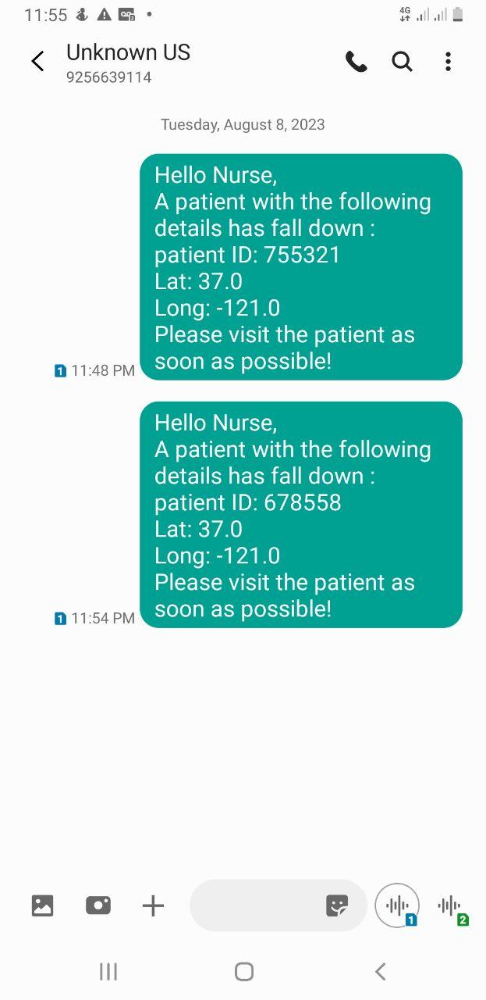 11:55
4G
Unknown US
9256639114
Tuesday, August 8, 2023
Hello Nurse,
A patient with the following
details has fall down :
patient ID: 755321
Lat: 37.0
Long: -121.0
Please visit the patient as
soon as possible!
1 11:48 PM
Hello Nurse,
A patient with the following
details has fall down :
patient ID: 678558
Lat: 37.0
Long: -121.0
Please visit the patient as
soon as possible!
1 11:54 PM
1
2